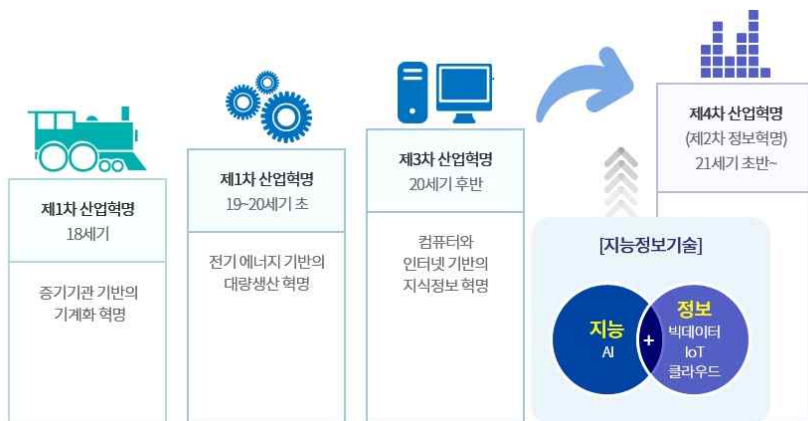 제1차 산업혁명
18세기
증기기관 기반의
기계화 혁명
제1차 산업혁명
19~20세기 초
전기 에너지 기반의
대량생산 혁명
제3차 산업혁명
20세기 후반
컴퓨터와
인터넷 기반의
지식정보 혁명
제4차 산업혁명
(제2차 정보혁명)
21세기 초반~
[지능정보기술]
지능
AI
+
정보
빅데이터
IoT
클라우드